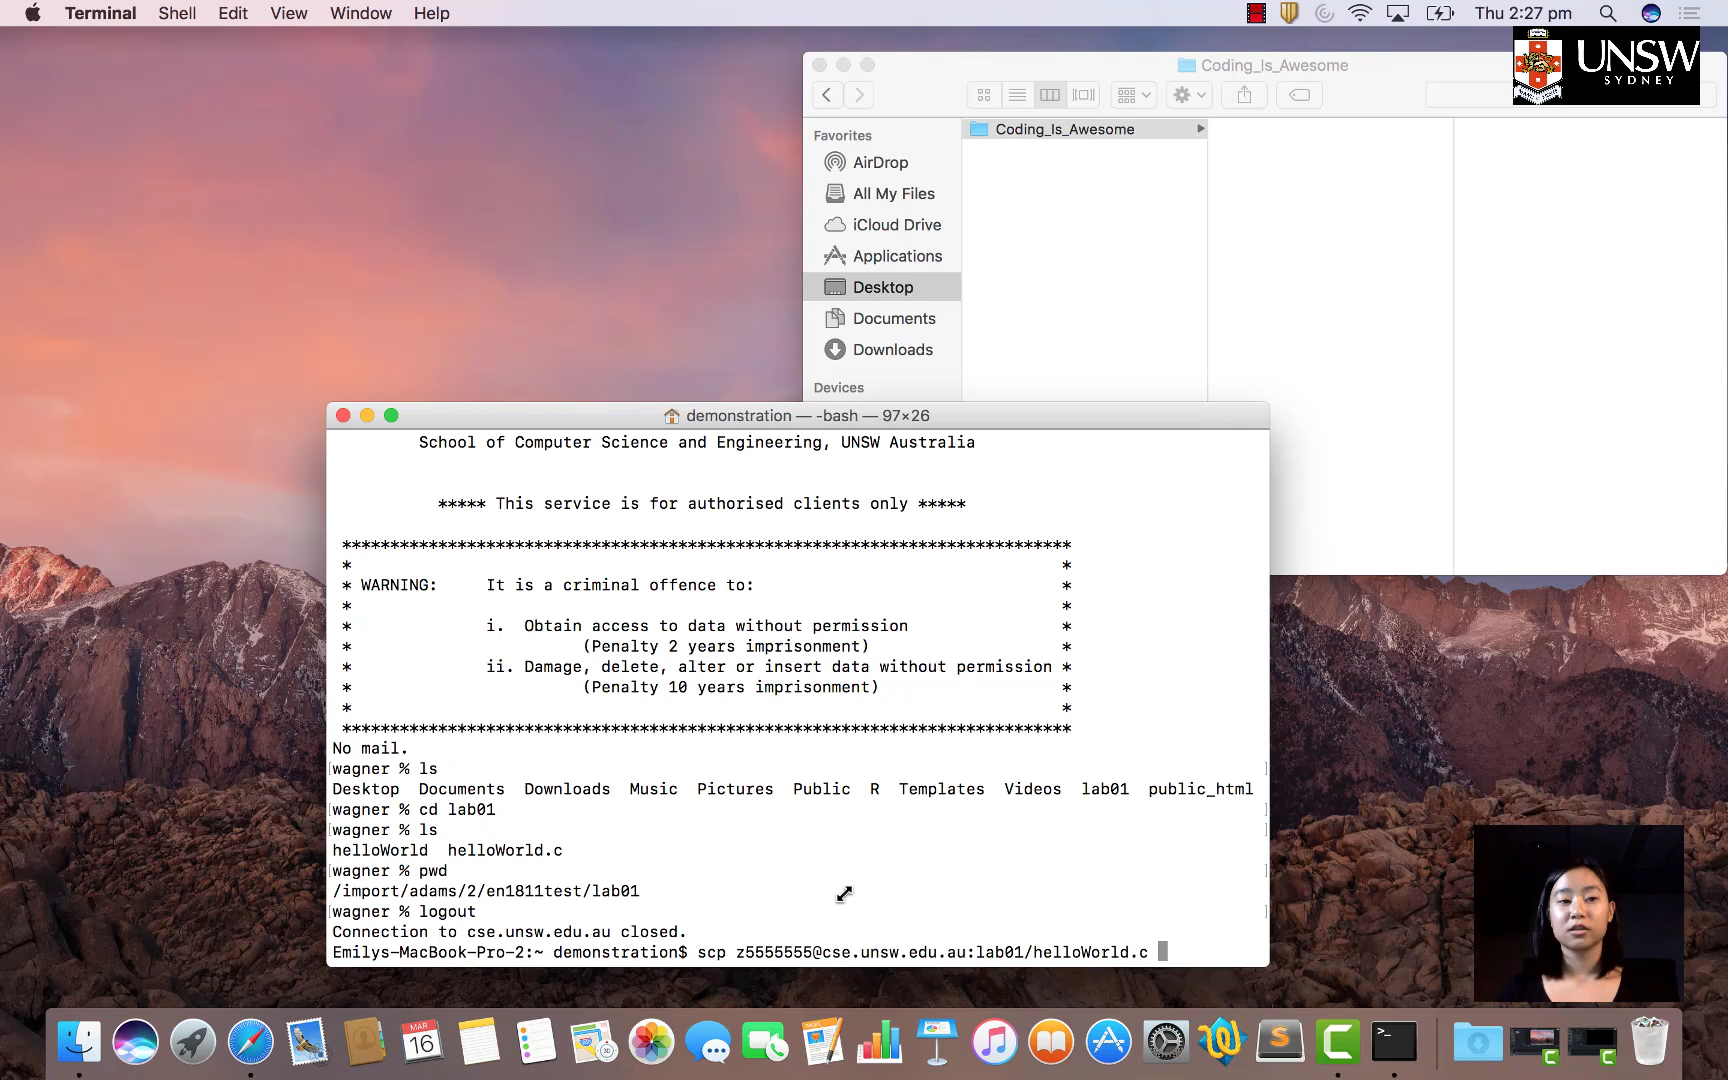 Terminal Shell Edit View Window Help Thu 2:27 pm
UNSW
SYDNEY
Coding_Is_Awesome
Favorites
Coding_Is_Awesome
AirDrop
All My Files
iCloud Drive
Applications
Desktop
Documents
Downloads
Devices
demonstration — -bash — 97×26
School of Computer Science and Engineering, UNSW Australia
***** This service is for authorised clients only *****
****************************************************************************
* *
* WARNING: It is a criminal offence to: *
* *
* i. Obtain access to data without permission *
* (Penalty 2 years imprisonment) *
* ii. Damage, delete, alter or insert data without permission *
* (Penalty 10 years imprisonment) *
* *
****************************************************************************
No mail.
[wagner % ls ]
Desktop Documents Downloads Music Pictures Public R Templates Videos lab01 public_html
[wagner % cd lab01 ]
[wagner % ls ]
helloWorld helloWorld.c
[wagner % pwd ]
/import/adams/2/en1811test/lab01
[wagner % logout ]
Connection to cse.unsw.edu.au closed.
Emilys-MacBook-Pro-2:~ demonstration$ scp z5555555@cse.unsw.edu.au:lab01/helloWorld.c
MAR
16